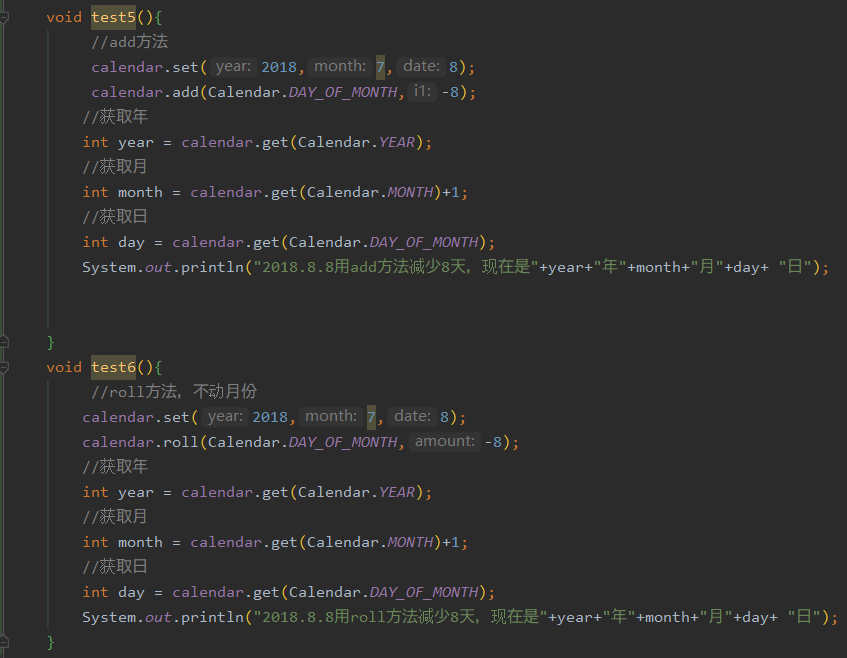 void test5(){
//add方法
calendar.set( year: 2018, month: 7, date: 8);
calendar.add(Calendar.DAY_OF_MONTH, i1: -8);
//获取年
int year = calendar.get(Calendar.YEAR);
//获取月
int month = calendar.get(Calendar.MONTH)+1;
//获取日
int day = calendar.get(Calendar.DAY_OF_MONTH);
System.out.println("2018.8.8用add方法减少8天，现在是"+year+"年"+month+"月"+day+ "日");
}
void test6(){
//roll方法，不动月份
calendar.set( year: 2018, month: 7, date: 8);
calendar.roll(Calendar.DAY_OF_MONTH, amount: -8);
//获取年
int year = calendar.get(Calendar.YEAR);
//获取月
int month = calendar.get(Calendar.MONTH)+1;
//获取日
int day = calendar.get(Calendar.DAY_OF_MONTH);
System.out.println("2018.8.8用roll方法减少8天，现在是"+year+"年"+month+"月"+day+ "日");
}